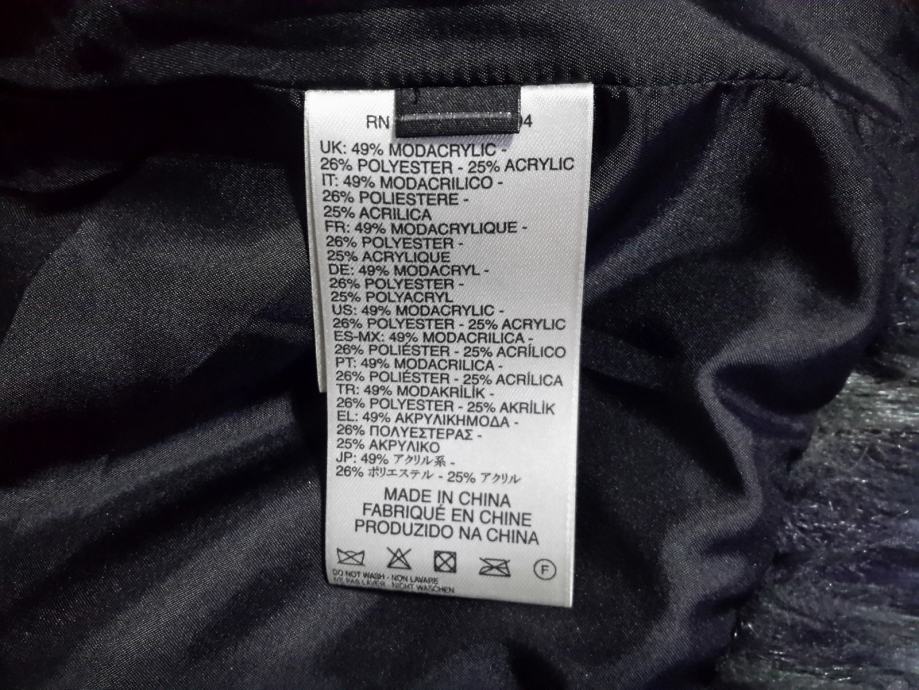 RN 94
UK: 49% MODACRYLIC -
26% POLYESTER - 25% ACRYLIC
IT: 49% MODACRILICO -
26% POLIESTERE -
25% ACRILICA
FR: 49% MODACRYLIQUE -
26% POLYESTER -
25% ACRYLIQUE
DE: 49% MODACRYL -
26% POLYESTER -
25% POLYACRYL
US: 49% MODACRYLIC -
26% POLYESTER - 25% ACRYLIC
ES-MX: 49% MODACRILICA -
26% POLIÉSTER - 25% ACRÍLICO
PT: 49% MODACRILICA -
26% POLIÉSTER - 25% ACRÍLICA
TR: 49% MODAKRİLİK -
26% POLYESTER - 25% AKRİLİK
EL: 49% ΑΚΡΥΛΙΚΗΜΟΔΑ -
26% ΠΟΛΥΕΣΤΕΡΑΣ -
25% ΑΚΡΥΛΙΚΟ
JP: 49% アクリル系 -
26% ポリエステル - 25% アクリル
MADE IN CHINA
FABRIQUÉ EN CHINE
PRODUZIDO NA CHINA
F
DO NOT WASH - NON LAVARE
NE PAS LAVER - NICHT WASCHEN